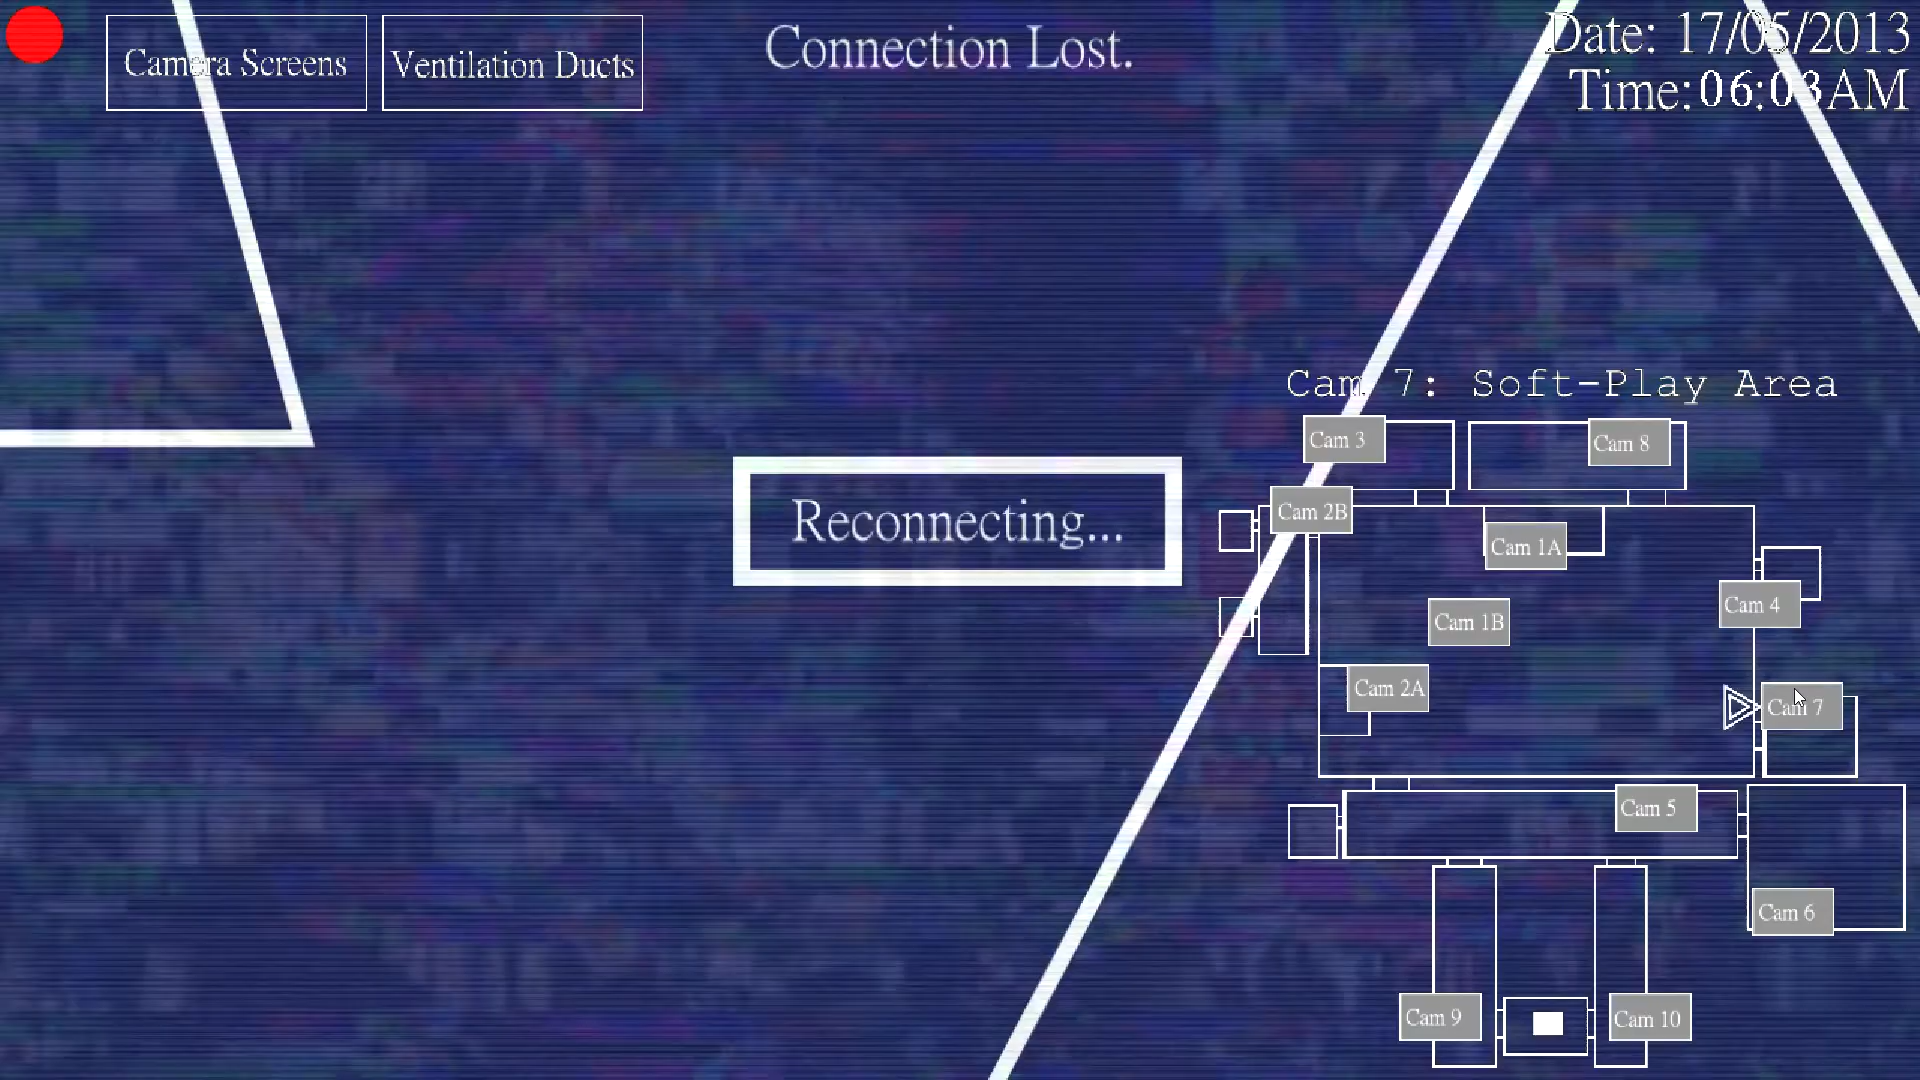 Camera Screens
Ventilation Ducts
Connection Lost.
Date: 17/05/2013
Time:06:03AM
Cam 7: Soft-Play Area
Cam 3
Cam 8
Cam 2B
Reconnecting...
Cam 1A
Cam 4
Cam 1B
Cam 2A
Cam 7
Cam 5
Cam 6
Cam 9
Cam 10